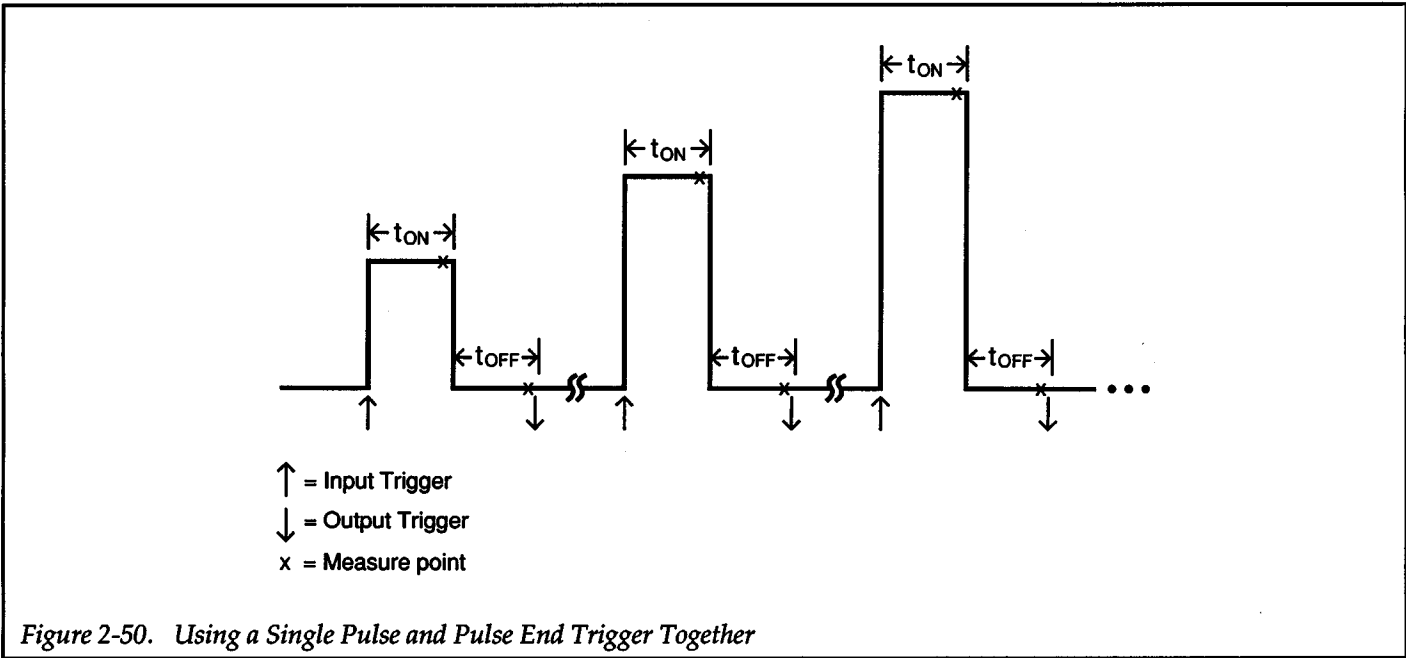 tON
tON
tON
tOFF
tOFF
tOFF
↑ = Input Trigger
↓ = Output Trigger
x = Measure point
Figure 2-50. Using a Single Pulse and Pulse End Trigger Together